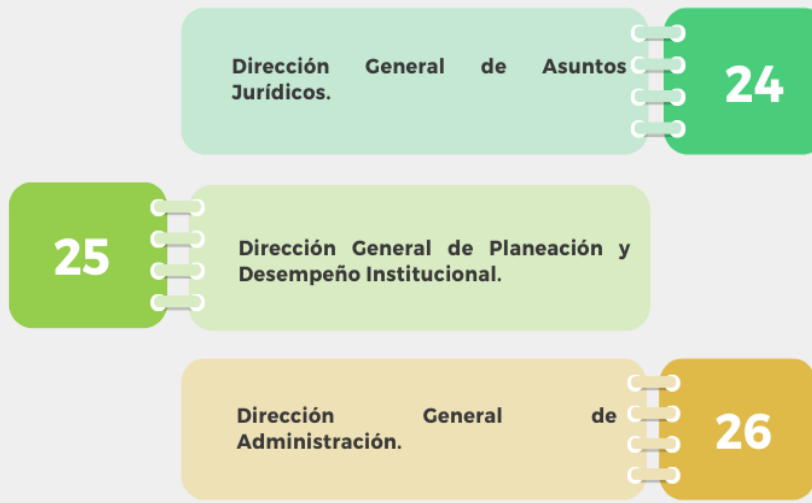 Dirección General de Asuntos
Jurídicos.
24
25
Dirección General de Planeación y
Desempeño Institucional.
Dirección General de
Administración.
26